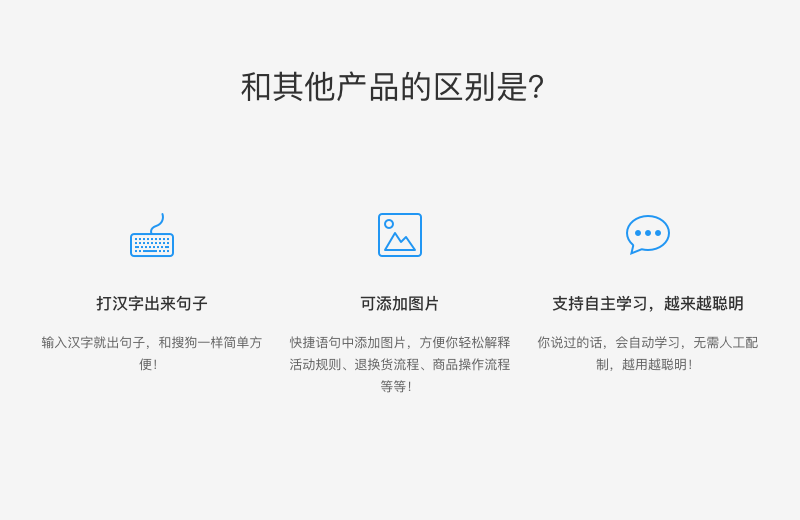 和其他产品的区别是?
打汉字出来句子
输入汉字就出句子，和搜狗一样简单方
便！
可添加图片
快捷语句中添加图片，方便你轻松解释
活动规则、退换货流程、商品操作流程
等等！
支持自主学习，越来越聪明
你说过的话，会自动学习，无需人工配
制，越用越聪明！